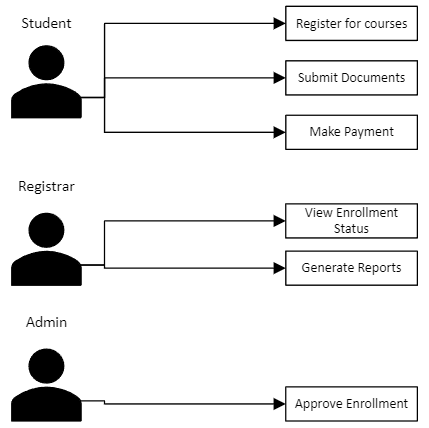 Student
Register for courses
Submit Documents
Make Payment
Registrar
View Enrollment
Status
Generate Reports
Admin
Approve Enrollment